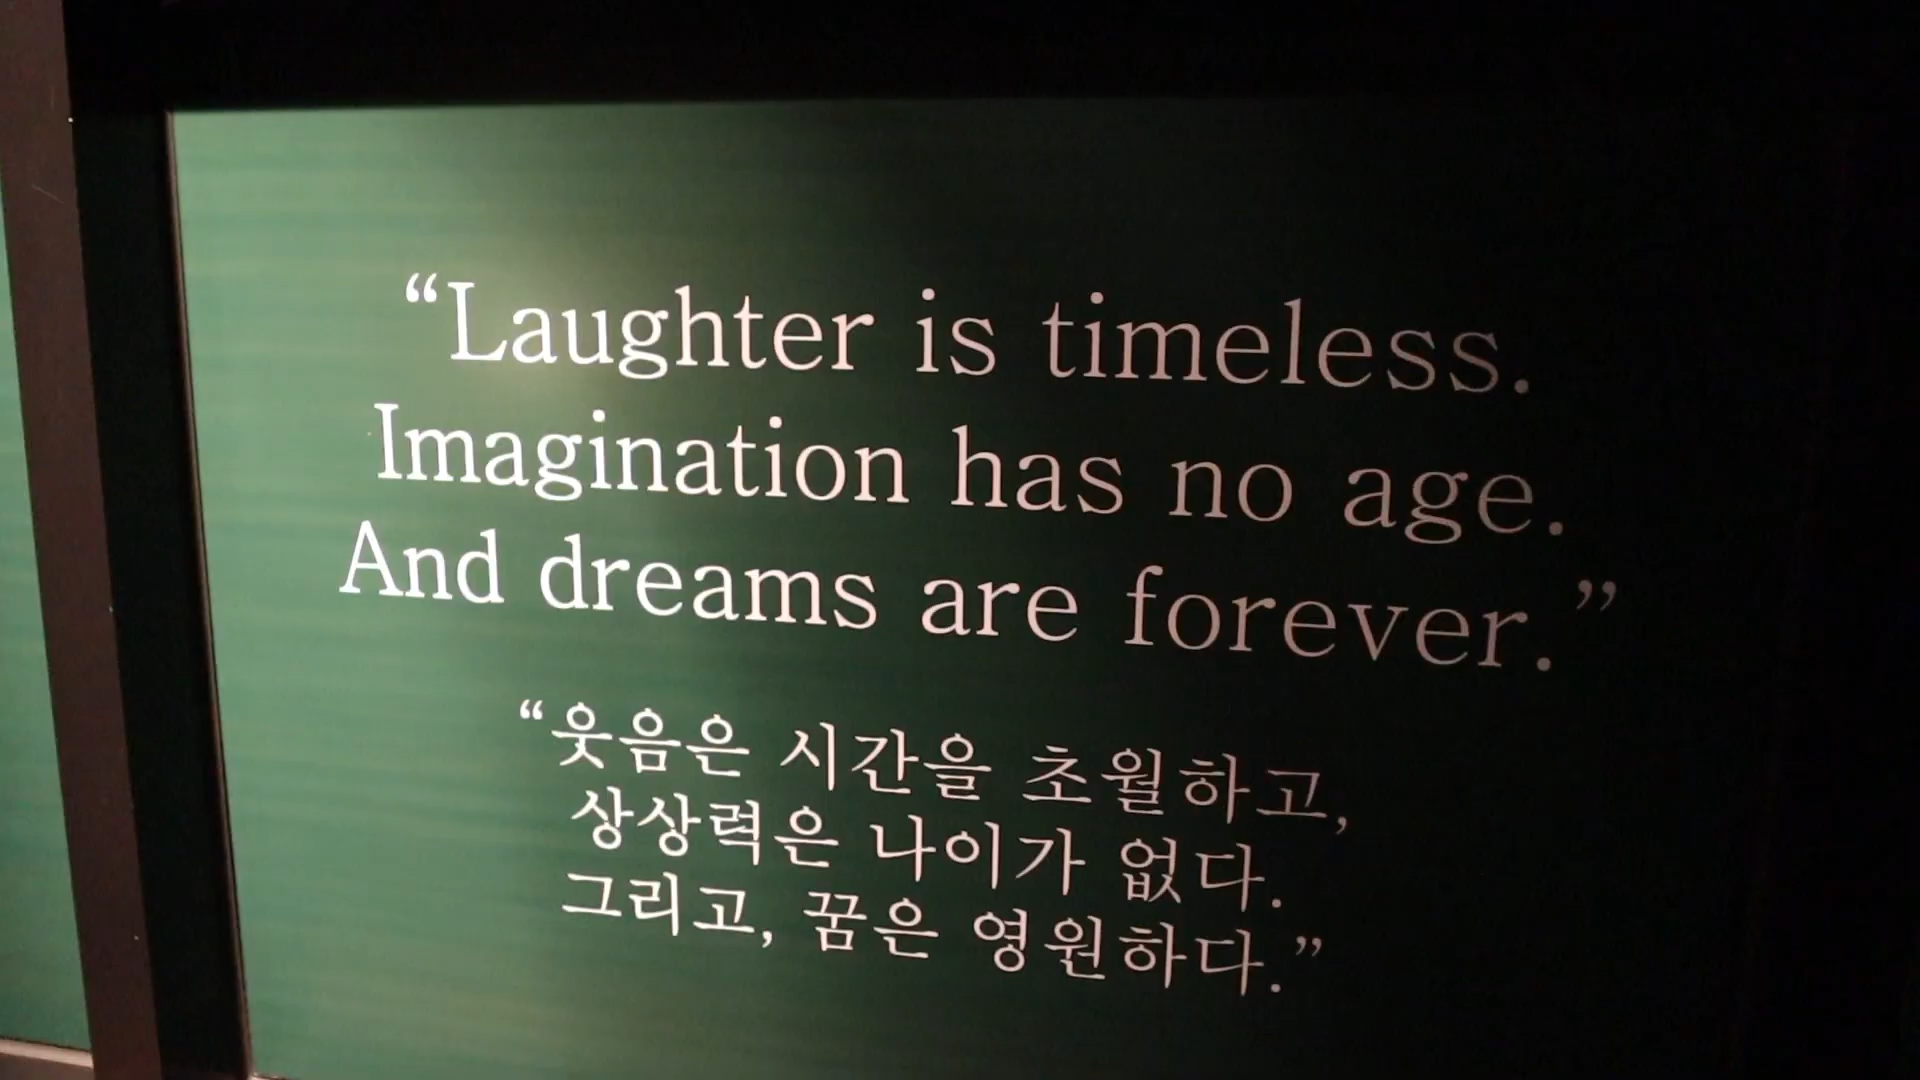 “Laughter is timeless.
Imagination has no age.
And dreams are forever.”
“웃음은 시간을 초월하고,
상상력은 나이가 없다.
그리고, 꿈은 영원하다.”